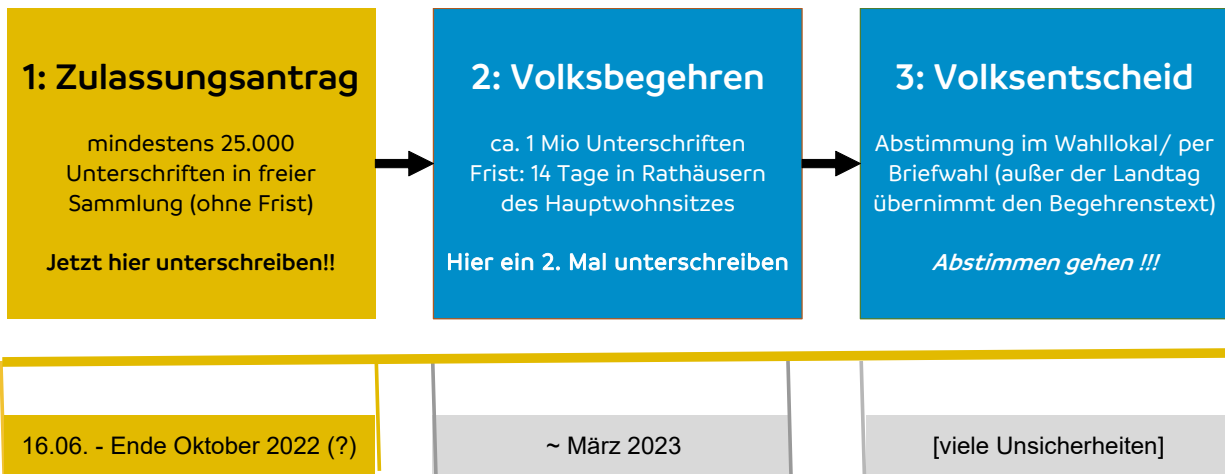 1: Zulassungsantrag
mindestens 25.000
Unterschriften in freier
Sammlung (ohne Frist)
Jetzt hier unterschreiben!!
2: Volksbegehren
ca. 1 Mio Unterschriften
Frist: 14 Tage in Rathäusern
des Hauptwohnsitzes
Hier ein 2. Mal unterschreiben
3: Volksentscheid
Abstimmung im Wahllokal/ per
Briefwahl (außer der Landtag
übernimmt den Begehrenstext)
Abstimmen gehen !!!
16.06. - Ende Oktober 2022 (?)
~ März 2023
[viele Unsicherheiten]